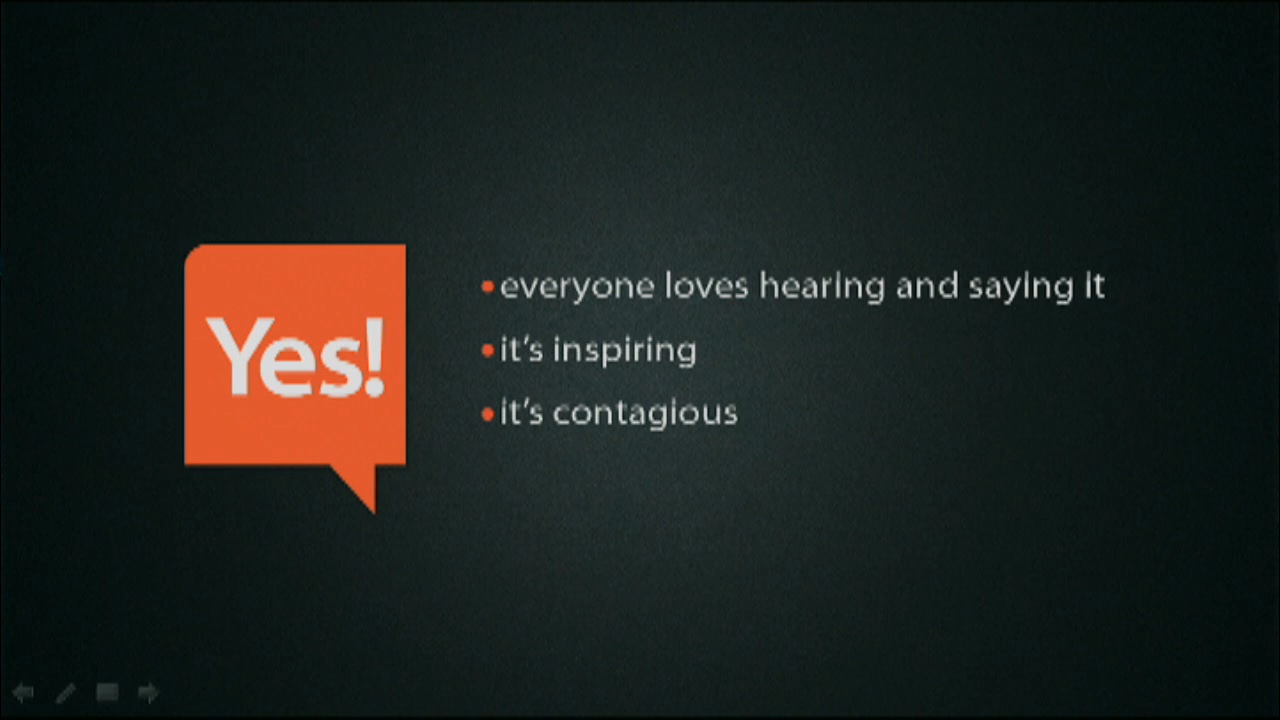 Yes!
•everyone loves hearing and saying it
•it's inspiring
•it's contagious